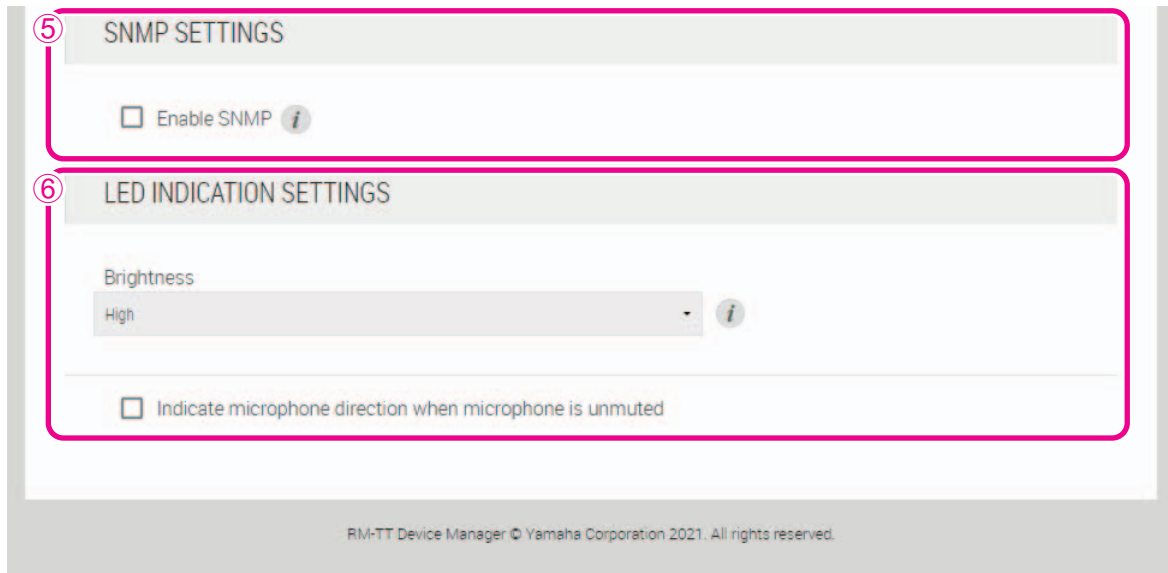 ⑤
SNMP SETTINGS
Enable SNMP i
⑥
LED INDICATION SETTINGS
Brightness
High i
Indicate microphone direction when microphone is unmuted
RM-TT Device Manager © Yamaha Corporation 2021. All rights reserved.